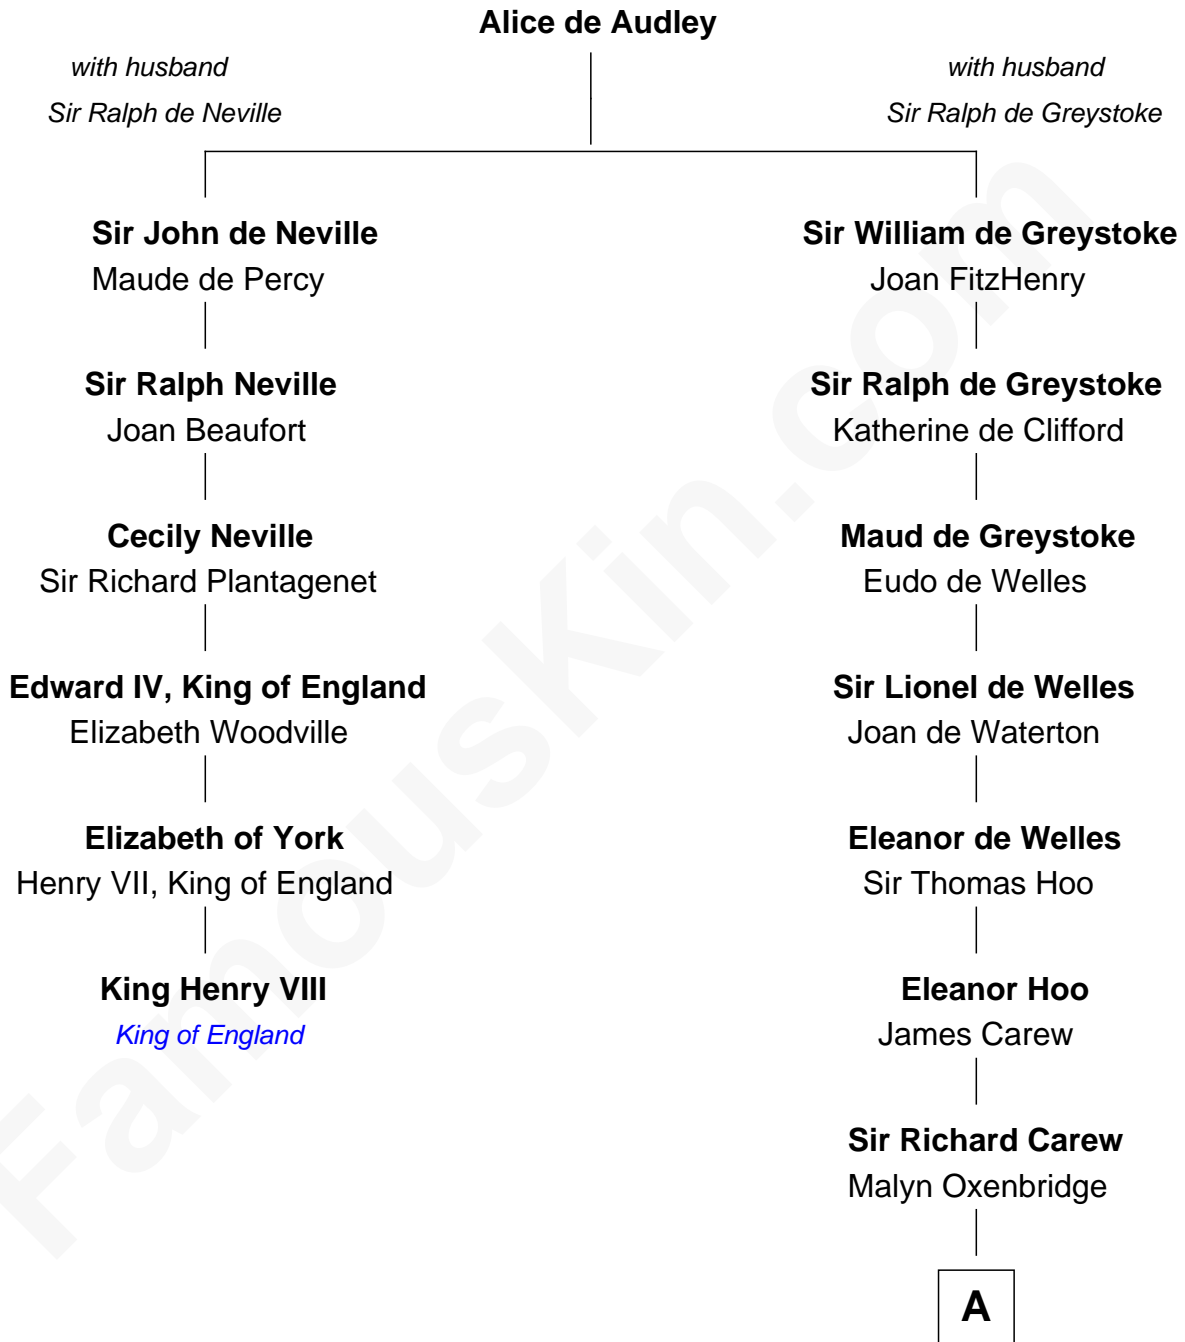 Alice de Audley
with husband
Sir Ralph de Neville
with husband
Sir Ralph de Greystoke
Sir John de Neville
Maude de Percy
Sir Ralph Neville
Joan Beaufort
Cecily Neville
Sir Richard Plantagenet
Edward IV, King of England
Elizabeth Woodville
Elizabeth of York
Henry VII, King of England
King Henry VIII
King of England
Sir William de Greystoke
Joan FitzHenry
Sir Ralph de Greystoke
Katherine de Clifford
Maud de Greystoke
Eudo de Welles
Sir Lionel de Welles
Joan de Waterton
Eleanor de Welles
Sir Thomas Hoo
Eleanor Hoo
James Carew
Sir Richard Carew
Malyn Oxenbridge
A
FamousKin.com